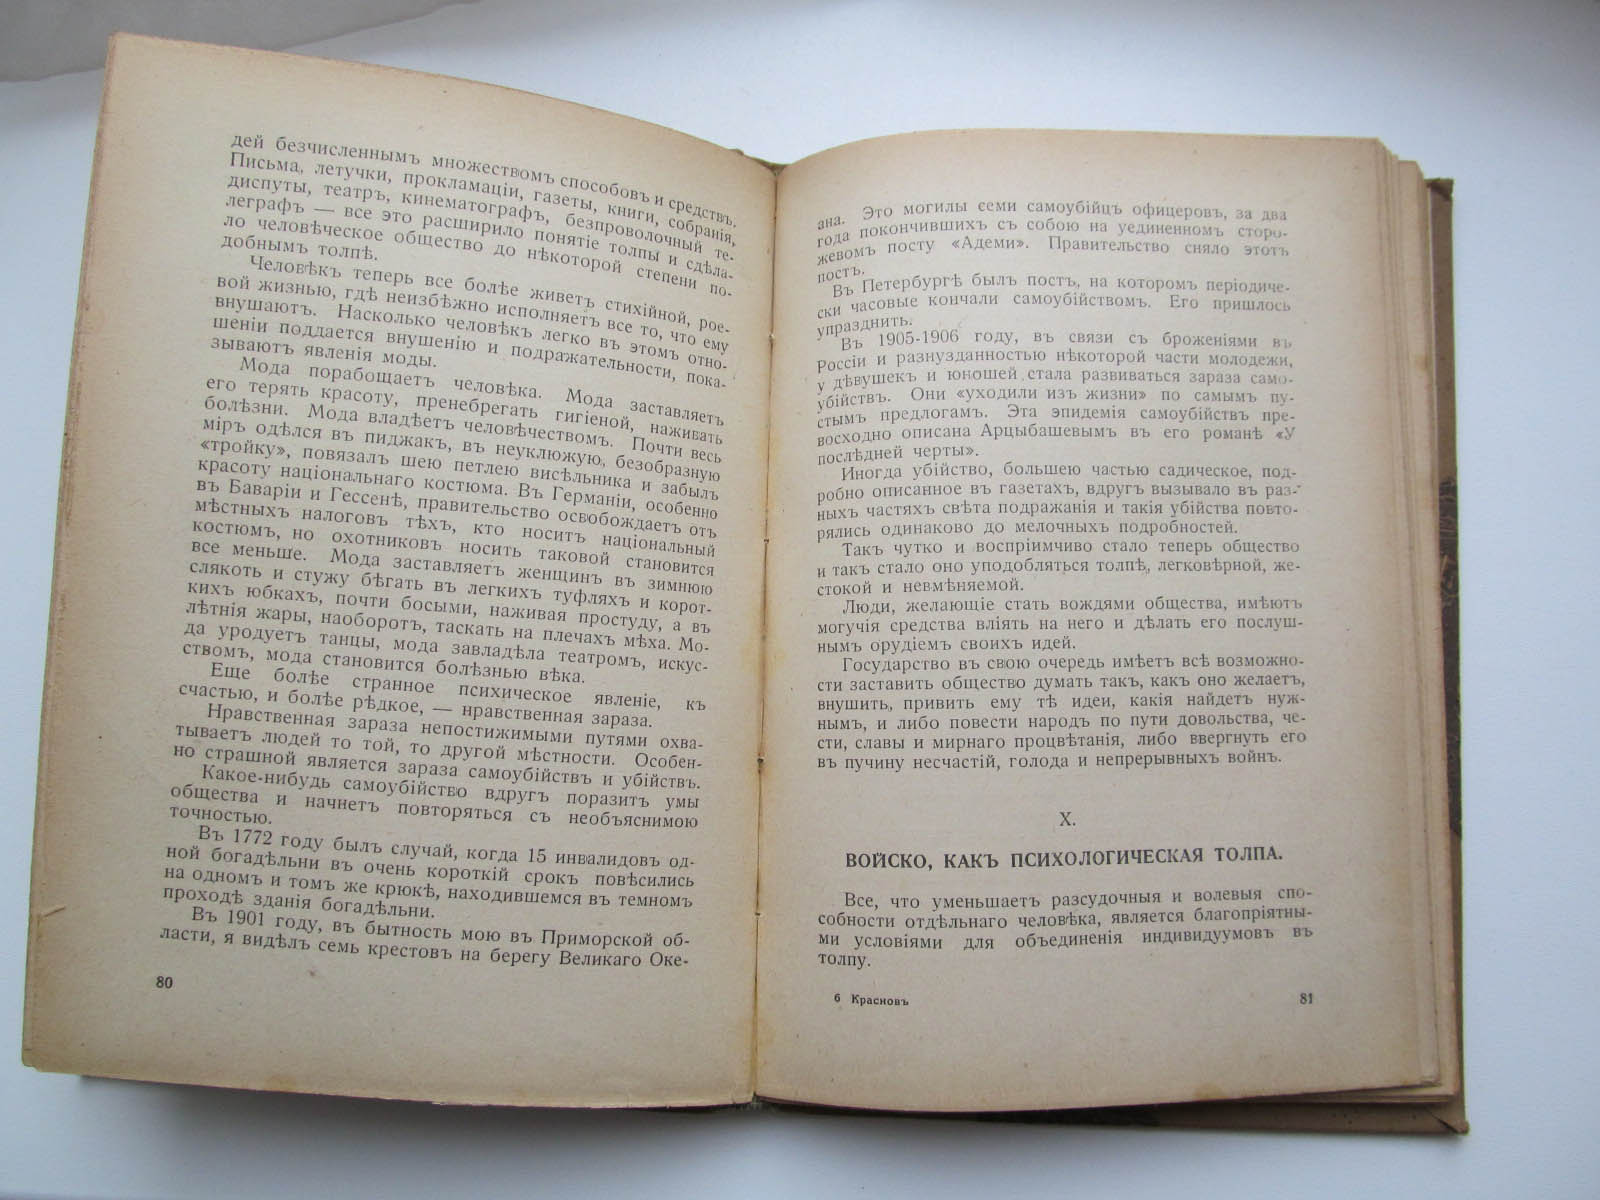 дей безчисленнымъ множествомъ способовъ и средствъ.
Письма, летучки, прокламаціи, газеты, книги, собранія,
диспуты, театръ, кинематографъ, безпроволочный те-
леграфъ — все это расширило понятіе толпы и сдѣла-
ло человѣческое общество до нѣкоторой степени по-
добнымъ толпѣ.
Человѣкъ теперь все болѣе живетъ стихійной, рое-
вой жизнью, гдѣ неизбѣжно исполняетъ все то, что ему
внушаютъ. Насколько человѣкъ легко въ этомъ отно-
шеніи поддается внушенію и подражательности, пока-
зываютъ явленія моды.
Мода порабощаетъ человѣка. Мода заставляетъ
его терять красоту, пренебрегать гигіеной, наживать
болѣзни. Мода владѣетъ человѣчествомъ. Почти весь
міръ одѣлся въ пиджакъ, въ неуклюжую, безобразную
«тройку», повязалъ шею петлею висѣльника и забылъ
красоту національнаго костюма. Въ Германіи, особенно
въ Баваріи и Гессенѣ, правительство освобождаетъ отъ
мѣстныхъ налоговъ тѣхъ, кто носитъ національный
костюмъ, но охотниковъ носить таковой становится
все меньше. Мода заставляетъ женщинъ въ зимнюю
слякоть и стужу бѣгать въ легкихъ туфляхъ и корот-
кихъ юбкахъ, почти босыми, наживая простуду, а въ
лѣтнія жары, наоборотъ, таскать на плечахъ мѣха. Мо-
да уродуетъ танцы, мода завладѣла театромъ, искус-
ствомъ, мода становится болѣзнью вѣка.
Еще болѣе странное психическое явленіе, къ
счастью, и болѣе рѣдкое, — нравственная зараза.
Нравственная зараза непостижимыми путями охва-
тываетъ людей то той, то другой мѣстности. Особен-
но страшной является зараза самоубійствъ и убійствъ.
Какое-нибудь самоубійство вдругъ поразитъ умы
общества и начнетъ повторяться съ необъяснимою
точностью.
Въ 1772 году былъ случай, когда 15 инвалидовъ од-
ной богадѣльни въ очень короткій срокъ повѣсились
на одномъ и томъ же крюкѣ, находившемся въ темномъ
проходѣ зданія богадѣльни.
Въ 1901 году, въ бытность мою въ Приморской об-
ласти, я видѣлъ семь крестовъ на берегу Великаго Оке-
80
ана. Это могилы семи самоубійцъ офицеровъ, за два
года покончившихъ съ собою на уединенномъ сторо-
жевомъ посту «Адеми». Правительство сняло этотъ
постъ.
Въ Петербургѣ былъ постъ, на которомъ періодиче-
ски часовые кончали самоубійствомъ. Его пришлось
упразднить.
Въ 1905-1906 году, въ связи съ броженіями въ
Россіи и разнузданностью нѣкоторой части молодежи,
у дѣвушекъ и юношей стала развиваться зараза само-
убійствъ. Они «уходили изъ жизни» по самымъ пу-
стымъ предлогамъ. Эта эпидемія самоубійствъ пре-
восходно описана Арцыбашевымъ въ его романѣ «У
послѣдней черты».
Иногда убійство, большею частью садическое, под-
робно описанное въ газетахъ, вдругъ вызывало въ раз-
ныхъ частяхъ свѣта подражанія и такія убійства повто-
рялись одинаково до мелочныхъ подробностей.
Такъ чутко и воспріимчиво стало теперь общество
и такъ стало оно уподобляться толпѣ, легковѣрной, же-
стокой и невмѣняемой.
Люди, желающіе стать вождями общества, имѣютъ
могучія средства вліять на него и дѣлать его послуш-
нымъ орудіемъ своихъ идей.
Государство въ свою очередь имѣетъ всѣ возможно-
сти заставить общество думать такъ, какъ оно желаетъ,
внушить, привить ему тѣ идеи, какія найдетъ нуж-
нымъ, и либо повести народъ по пути довольства, че-
сти, славы и мирнаго процвѣтанія, либо ввергнуть его
въ пучину несчастій, голода и непрерывныхъ войнъ.
X.
ВОЙСКО, КАКЪ ПСИХОЛОГИЧЕСКАЯ ТОЛПА.
Все, что уменьшаетъ разсудочныя и волевыя спо-
собности отдѣльнаго человѣка, является благопріятны-
ми условіями для объединенія индивидуумовъ въ
толпу.
6 Красновъ
81